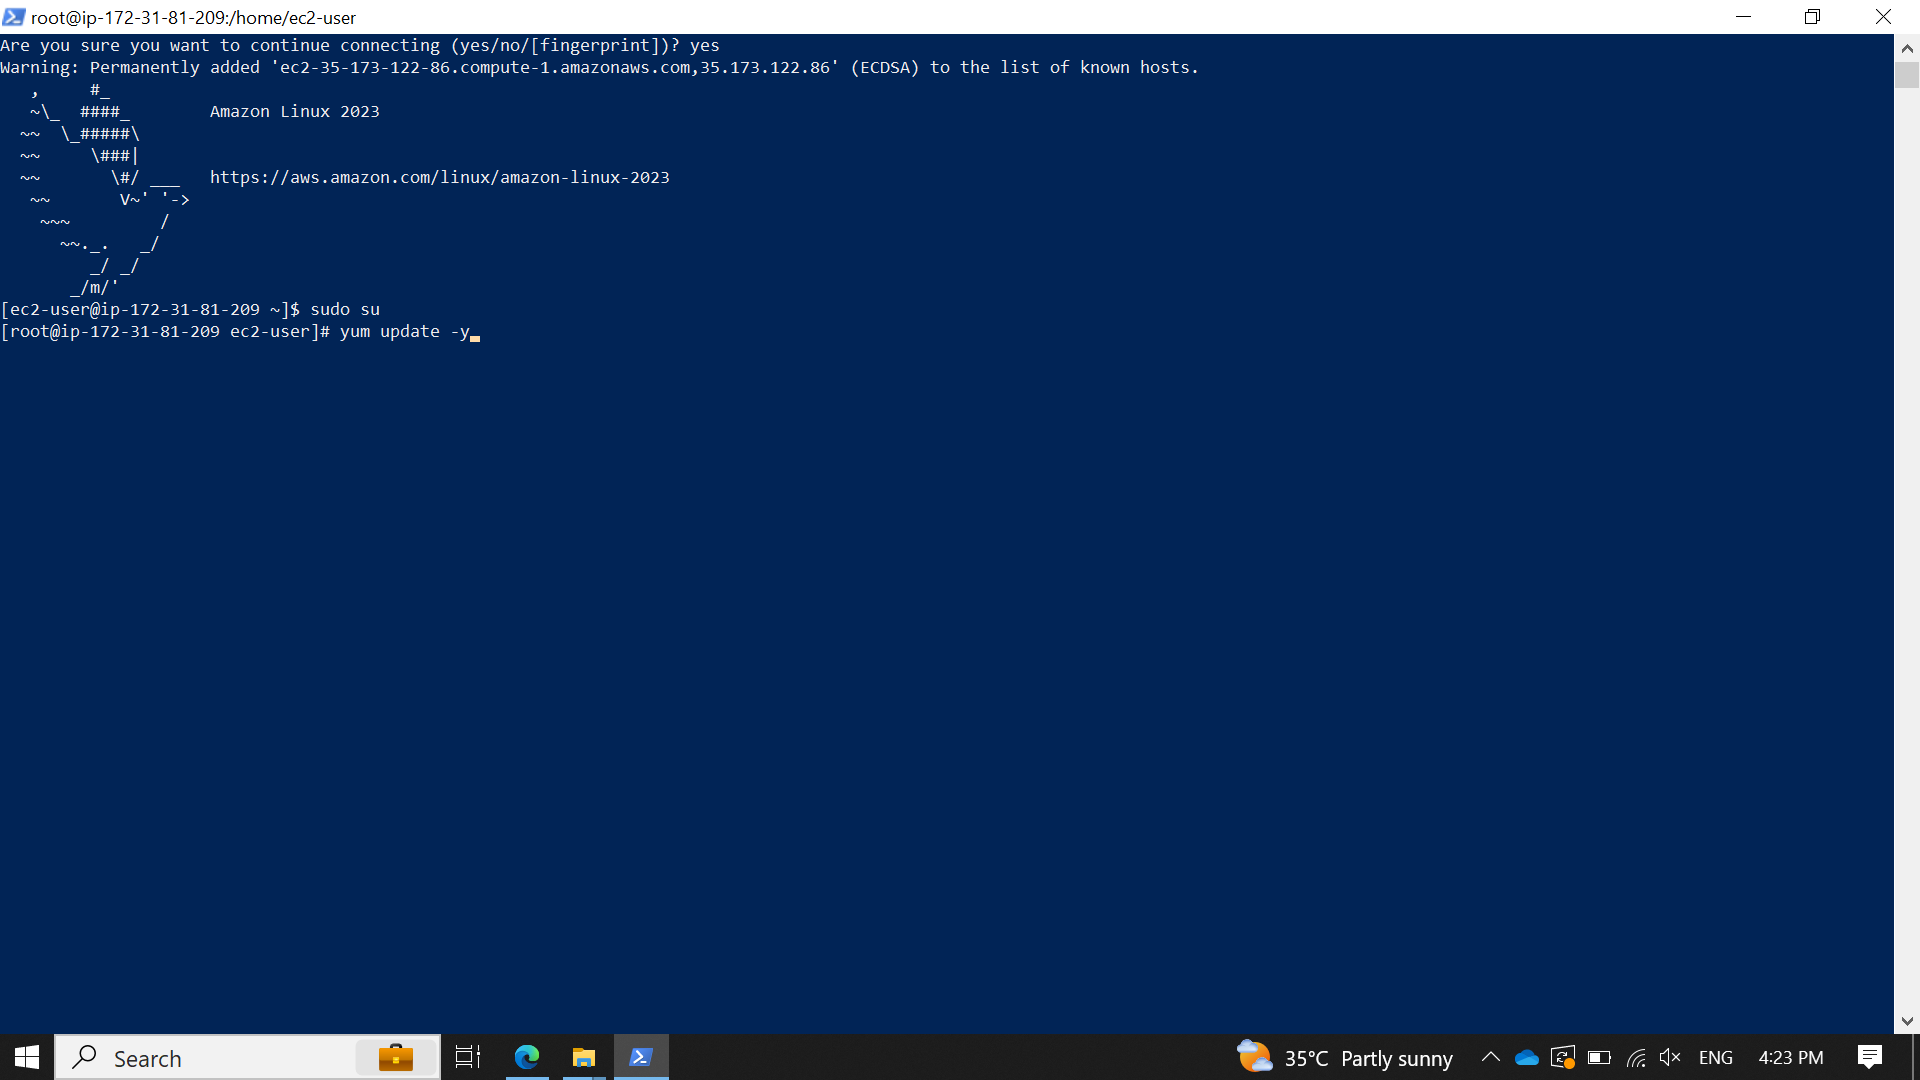 root@ip-172-31-81-209:/home/ec2-user
Are you sure you want to continue connecting (yes/no/[fingerprint])? yes
Warning: Permanently added 'ec2-35-173-122-86.compute-1.amazonaws.com,35.173.122.86' (ECDSA) to the list of known hosts.
   ,     #_
   ~\_  ####_        Amazon Linux 2023
  ~~  \_#####\
  ~~     \###|
  ~~       \#/ ___   https://aws.amazon.com/linux/amazon-linux-2023
   ~~       V~' '->
    ~~~         /
      ~~._.   _/
         _/ _/
       _/m/'
[ec2-user@ip-172-31-81-209 ~]$ sudo su
[root@ip-172-31-81-209 ec2-user]# yum update -y
Search
35°C Partly sunny
ENG
4:23 PM